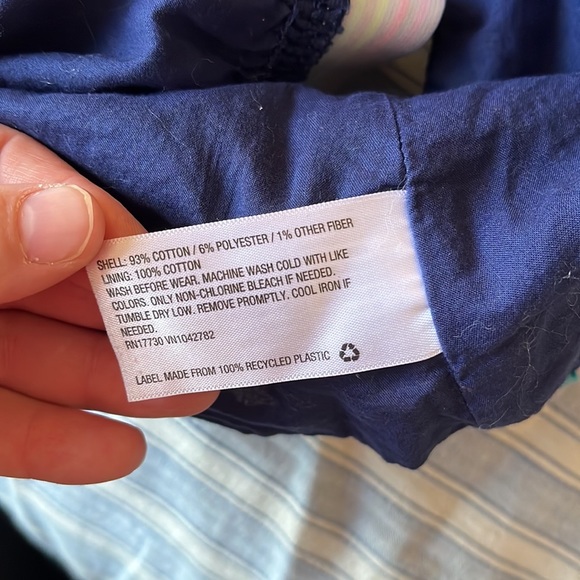 SHELL: 93% COTTON / 6% POLYESTER / 1% OTHER FIBER
LINING: 100% COTTON
WASH BEFORE WEAR. MACHINE WASH COLD WITH LIKE
COLORS. ONLY NON-CHLORINE BLEACH IF NEEDED.
TUMBLE DRY LOW. REMOVE PROMPTLY. COOL IRON IF
NEEDED.
RN17730 VN1042782
LABEL MADE FROM 100% RECYCLED PLASTIC